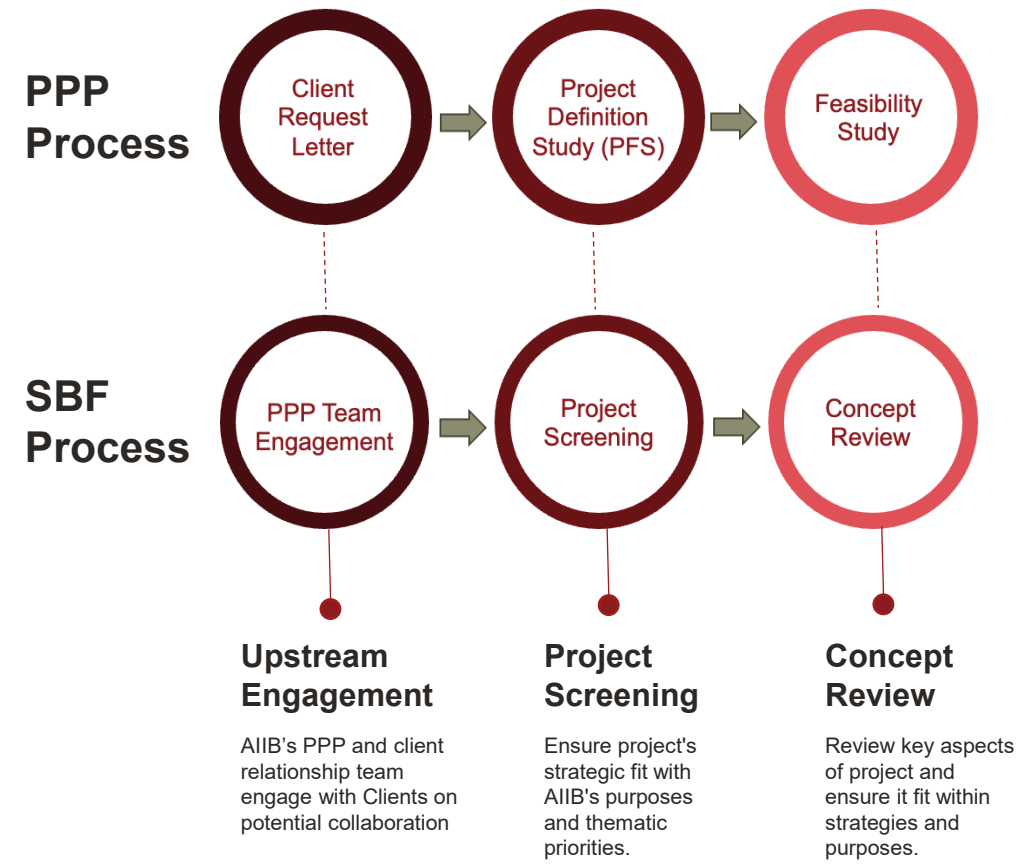 PPP
Process
Client
Request
Letter
Project
Definition
Study (PFS)
Feasibility
Study
SBF
Process
PPP Team
Engagement
Project
Screening
Concept
Review
Upstream
Engagement
AIIB’s PPP and client
relationship team
engage with Clients on
potential collaboration
Project
Screening
Ensure project's
strategic fit with
AIIB's purposes
and thematic
priorities.
Concept
Review
Review key aspects
of project and
ensure it fit within
strategies and
purposes.